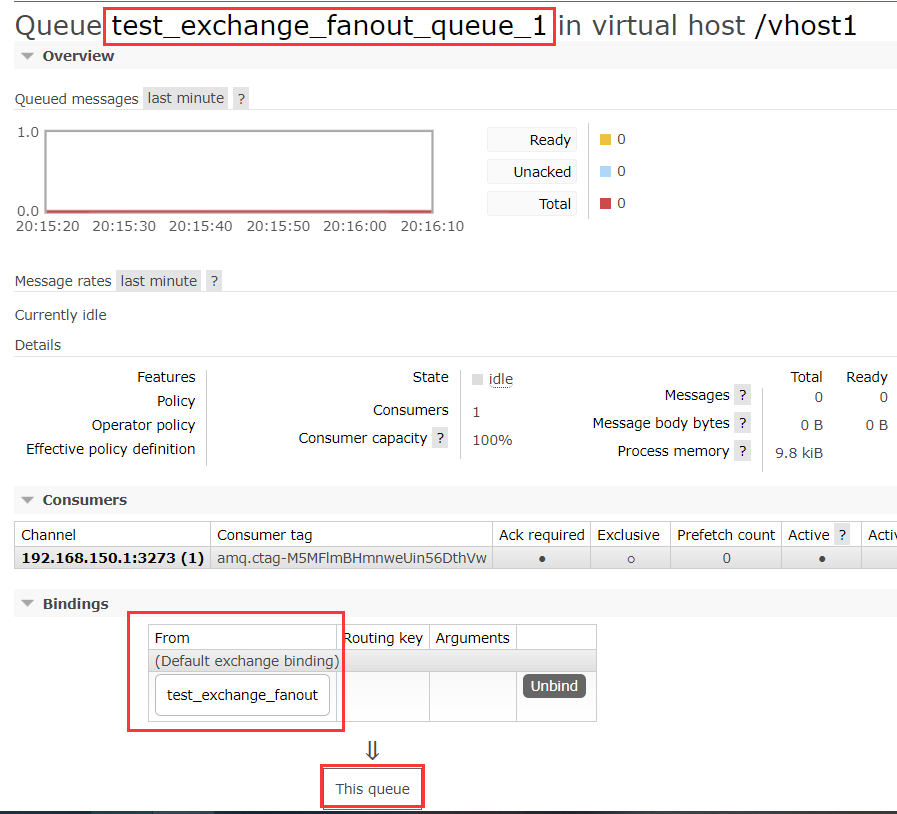 Queue test_exchange_fanout_queue_1 in virtual host /vhost1
Overview
Queued messages last minute ?
1.0
0.0
20:15:20 20:15:30 20:15:40 20:15:50 20:16:00 20:16:10
Ready 0
Unacked 0
Total 0
Message rates last minute ?
Currently idle
Details
Features
Policy
Operator policy
Effective policy definition
State idle
Consumers 1
Consumer capacity ? 100%
Total Ready
Messages ? 0 0
Message body bytes ? 0 B 0 B
Process memory ? 9.8 kiB
Consumers
Channel Consumer tag Ack required Exclusive Prefetch count Active ? Activ
192.168.150.1:3273 (1) amq.ctag-M5MFlmBHmnweUin56DthVw ● ○ 0 ●
Bindings
From Routing key Arguments
(Default exchange binding)
test_exchange_fanout Unbind
⇓
This queue